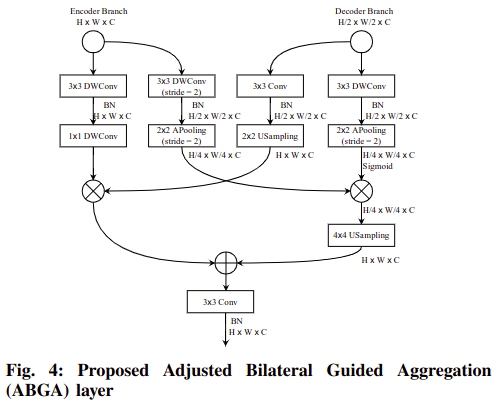 Encoder Branch
H x W x C
Decoder Branch
H/2 x W/2 x C
3x3 DWConv
3x3 DWConv
(stride = 2)
3x3 Conv
3x3 DWConv
BN
H x W x C
BN
H/2 x W/2 x C
BN
H/2 x W/2 x C
BN
H/2 x W/2 x C
1x1 DWConv
2x2 APooling
(stride = 2)
2x2 USampling
2x2 APooling
(stride = 2)
H/4 x W/4 x C
H x W x C
H/4 x W/4 x C
Sigmoid
H/4 x W/4 x C
4x4 USampling
H x W x C
3x3 Conv
BN
H x W x C
Fig. 4: Proposed Adjusted Bilateral Guided Aggregation
(ABGA) layer